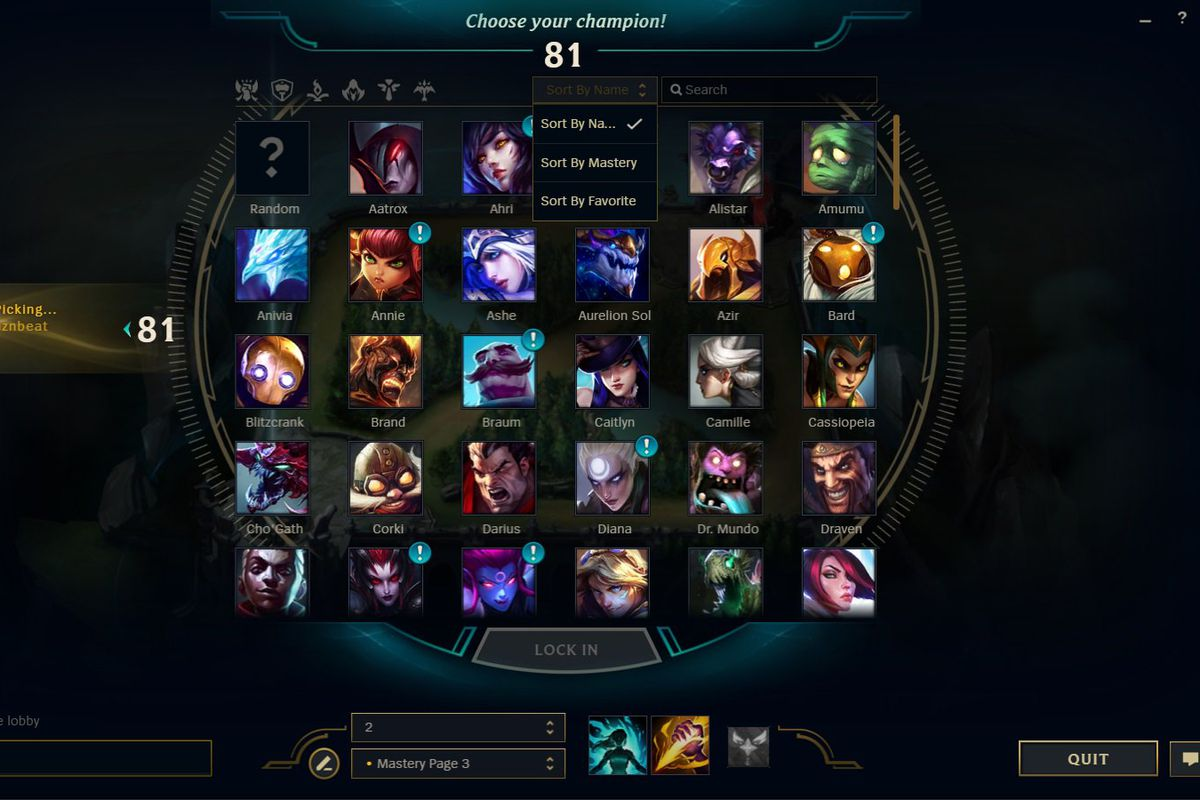 Choose your champion!
81
?
Sort By Name
Search
Sort By Na...
Sort By Mastery
Sort By Favorite
?
Random
Aatrox
Ahri
Alistar
Amumu
!
!
Anivia
Annie
Ashe
Aurelion Sol
Azir
Bard
Picking...
znbeat
81
!
Blitzcrank
Brand
Braum
Caitlyn
Camille
Cassiopeia
!
Cho'Gath
Corki
Darius
Diana
Dr. Mundo
Draven
!
!
LOCK IN
e lobby
2
Mastery Page 3
QUIT